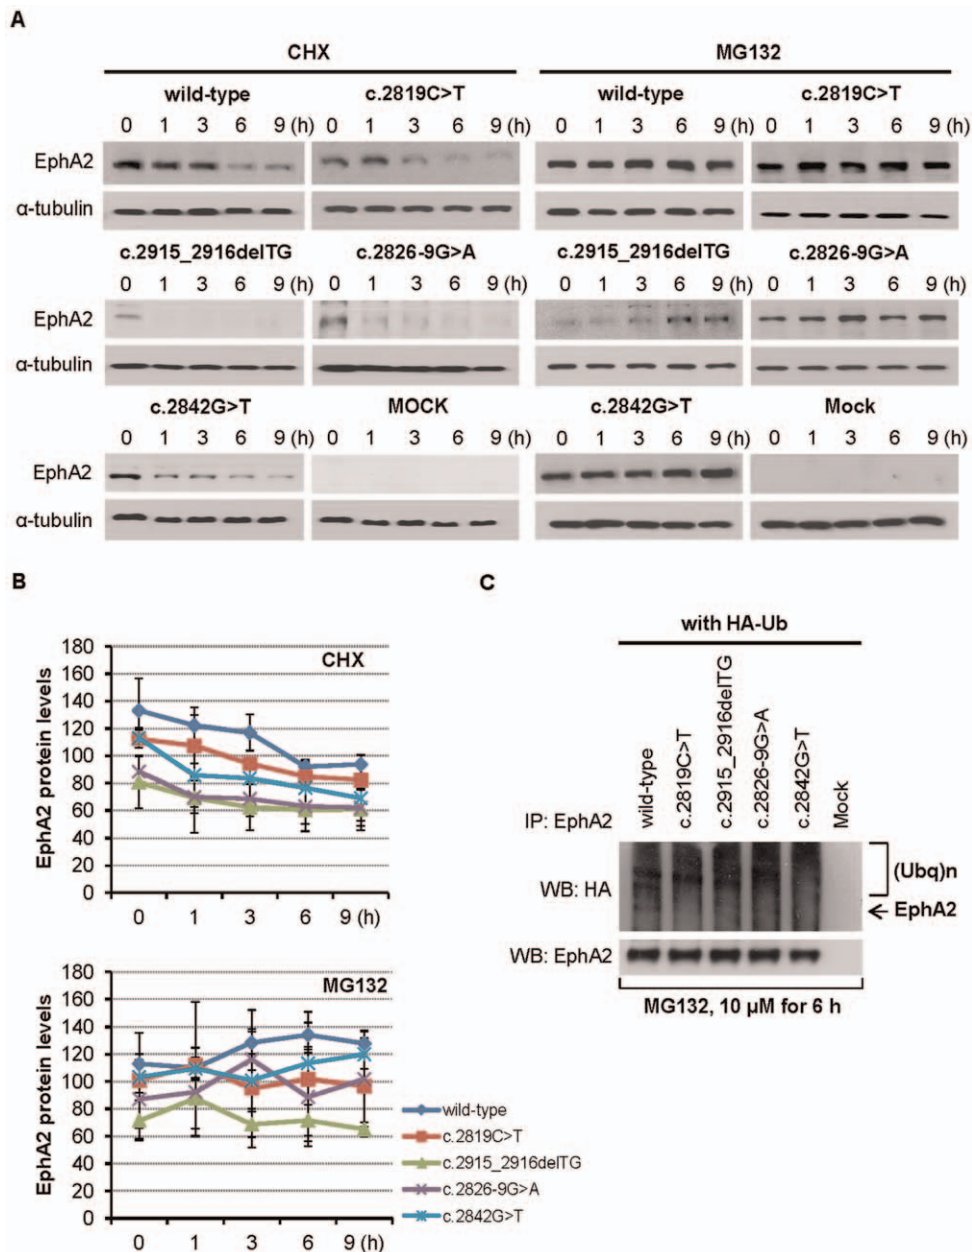 A
CHX MG132
wild-type c.2819C>T wild-type c.2819C>T
0 1 3 6 9 (h) 0 1 3 6 9 (h) 0 1 3 6 9 (h) 0 1 3 6 9 (h)
EphA2
α-tubulin
c.2915_2916delTG c.2826-9G>A c.2915_2916delTG c.2826-9G>A
0 1 3 6 9 (h) 0 1 3 6 9 (h) 0 1 3 6 9 (h) 0 1 3 6 9 (h)
EphA2
α-tubulin
c.2842G>T MOCK c.2842G>T Mock
0 1 3 6 9 (h) 0 1 3 6 9 (h) 0 1 3 6 9 (h) 0 1 3 6 9 (h)
EphA2
α-tubulin
B
EphA2 protein levels
180
160
140
120
100
80
60
40
20
0
CHX
0 1 3 6 9 (h)
EphA2 protein levels
180
160
140
120
100
80
60
40
20
0
MG132
0 1 3 6 9 (h)
wild-type
c.2819C>T
c.2915_2916delTG
c.2826-9G>A
c.2842G>T
C
with HA-Ub
IP: EphA2
wild-type
c.2819C>T
c.2915_2916delTG
c.2826-9G>A
c.2842G>T
Mock
WB: HA
(Ubq)n
EphA2
WB: EphA2
MG132, 10 µM for 6 h